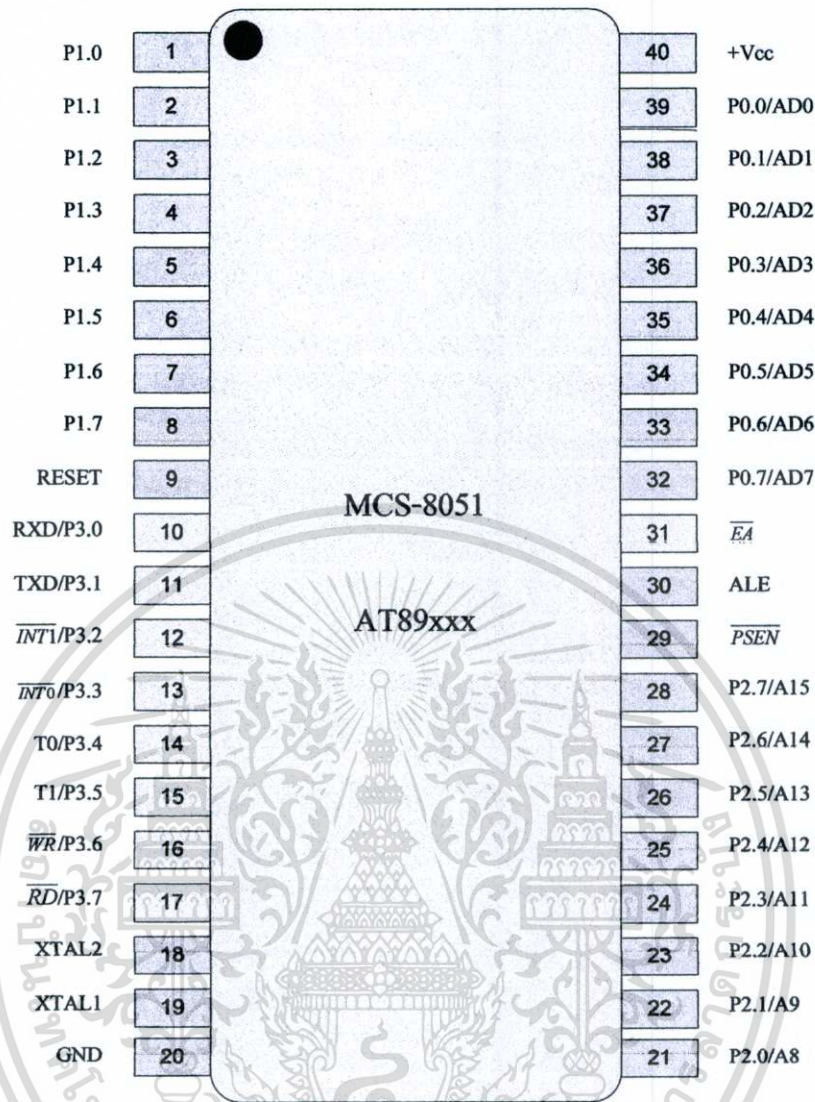 P1.0 1 40 +Vcc
P1.1 2 39 P0.0/AD0
P1.2 3 38 P0.1/AD1
P1.3 4 37 P0.2/AD2
P1.4 5 36 P0.3/AD3
P1.5 6 35 P0.4/AD4
P1.6 7 34 P0.5/AD5
P1.7 8 33 P0.6/AD6
RESET 9 32 P0.7/AD7
MCS-8051
RXD/P3.0 10 31 E̅A̅
TXD/P3.1 11 30 ALE
AT89xxx
I̅N̅T̅1/P3.2 12 29 P̅S̅E̅N̅
I̅N̅T̅0/P3.3 13 28 P2.7/A15
T0/P3.4 14 27 P2.6/A14
T1/P3.5 15 26 P2.5/A13
W̅R̅/P3.6 16 25 P2.4/A12
R̅D̅/P3.7 17 24 P2.3/A11
XTAL2 18 23 P2.2/A10
XTAL1 19 22 P2.1/A9
GND 20 21 P2.0/A8